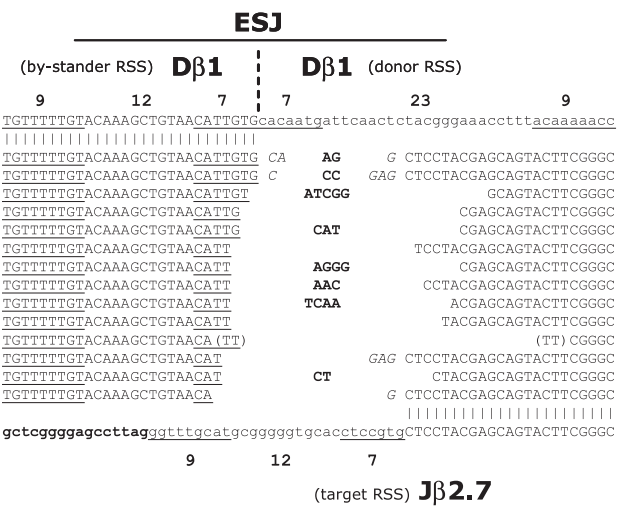 ESJ
(by-stander RSS) Dβ1 Dβ1 (donor RSS)
9 12 7 7 23 9
TGTTTTTGTACAAAGCTGTAACATTGTGcacaatgattcaactctacgggaaacctttacaaaaacc
TGTTTTTGTACAAAGCTGTAACATTGTG CA AG G CTCCTACGAGCAGTACTTCGGGC
TGTTTTTGTACAAAGCTGTAACATTGTG C CC GAG CTCCTACGAGCAGTACTTCGGGC
TGTTTTTGTACAAAGCTGTAACATTGT ATCGG GCAGTACTTCGGGC
TGTTTTTGTACAAAGCTGTAACATTG CGAGCAGTACTTCGGGC
TGTTTTTGTACAAAGCTGTAACATTG CAT CGAGCAGTACTTCGGGC
TGTTTTTGTACAAAGCTGTAACATT TCCTACGAGCAGTACTTCGGGC
TGTTTTTGTACAAAGCTGTAACATT AGGG CGAGCAGTACTTCGGGC
TGTTTTTGTACAAAGCTGTAACATT AAC CCTACGAGCAGTACTTCGGGC
TGTTTTTGTACAAAGCTGTAACATT TCAA ACGAGCAGTACTTCGGGC
TGTTTTTGTACAAAGCTGTAACATT TACGAGCAGTACTTCGGGC
TGTTTTTGTACAAAGCTGTAACA(TT) (TT)CGGGC
TGTTTTTGTACAAAGCTGTAACAT GAG CTCCTACGAGCAGTACTTCGGGC
TGTTTTTGTACAAAGCTGTAACAT CT CTACGAGCAGTACTTCGGGC
TGTTTTTGTACAAAGCTGTAACA G CTCCTACGAGCAGTACTTCGGGC
gctcggggagccttagggtttgcatgcgggggtgcacctccgtgCTCCTACGAGCAGTACTTCGGGC
9 12 7
(target RSS) Jβ2.7